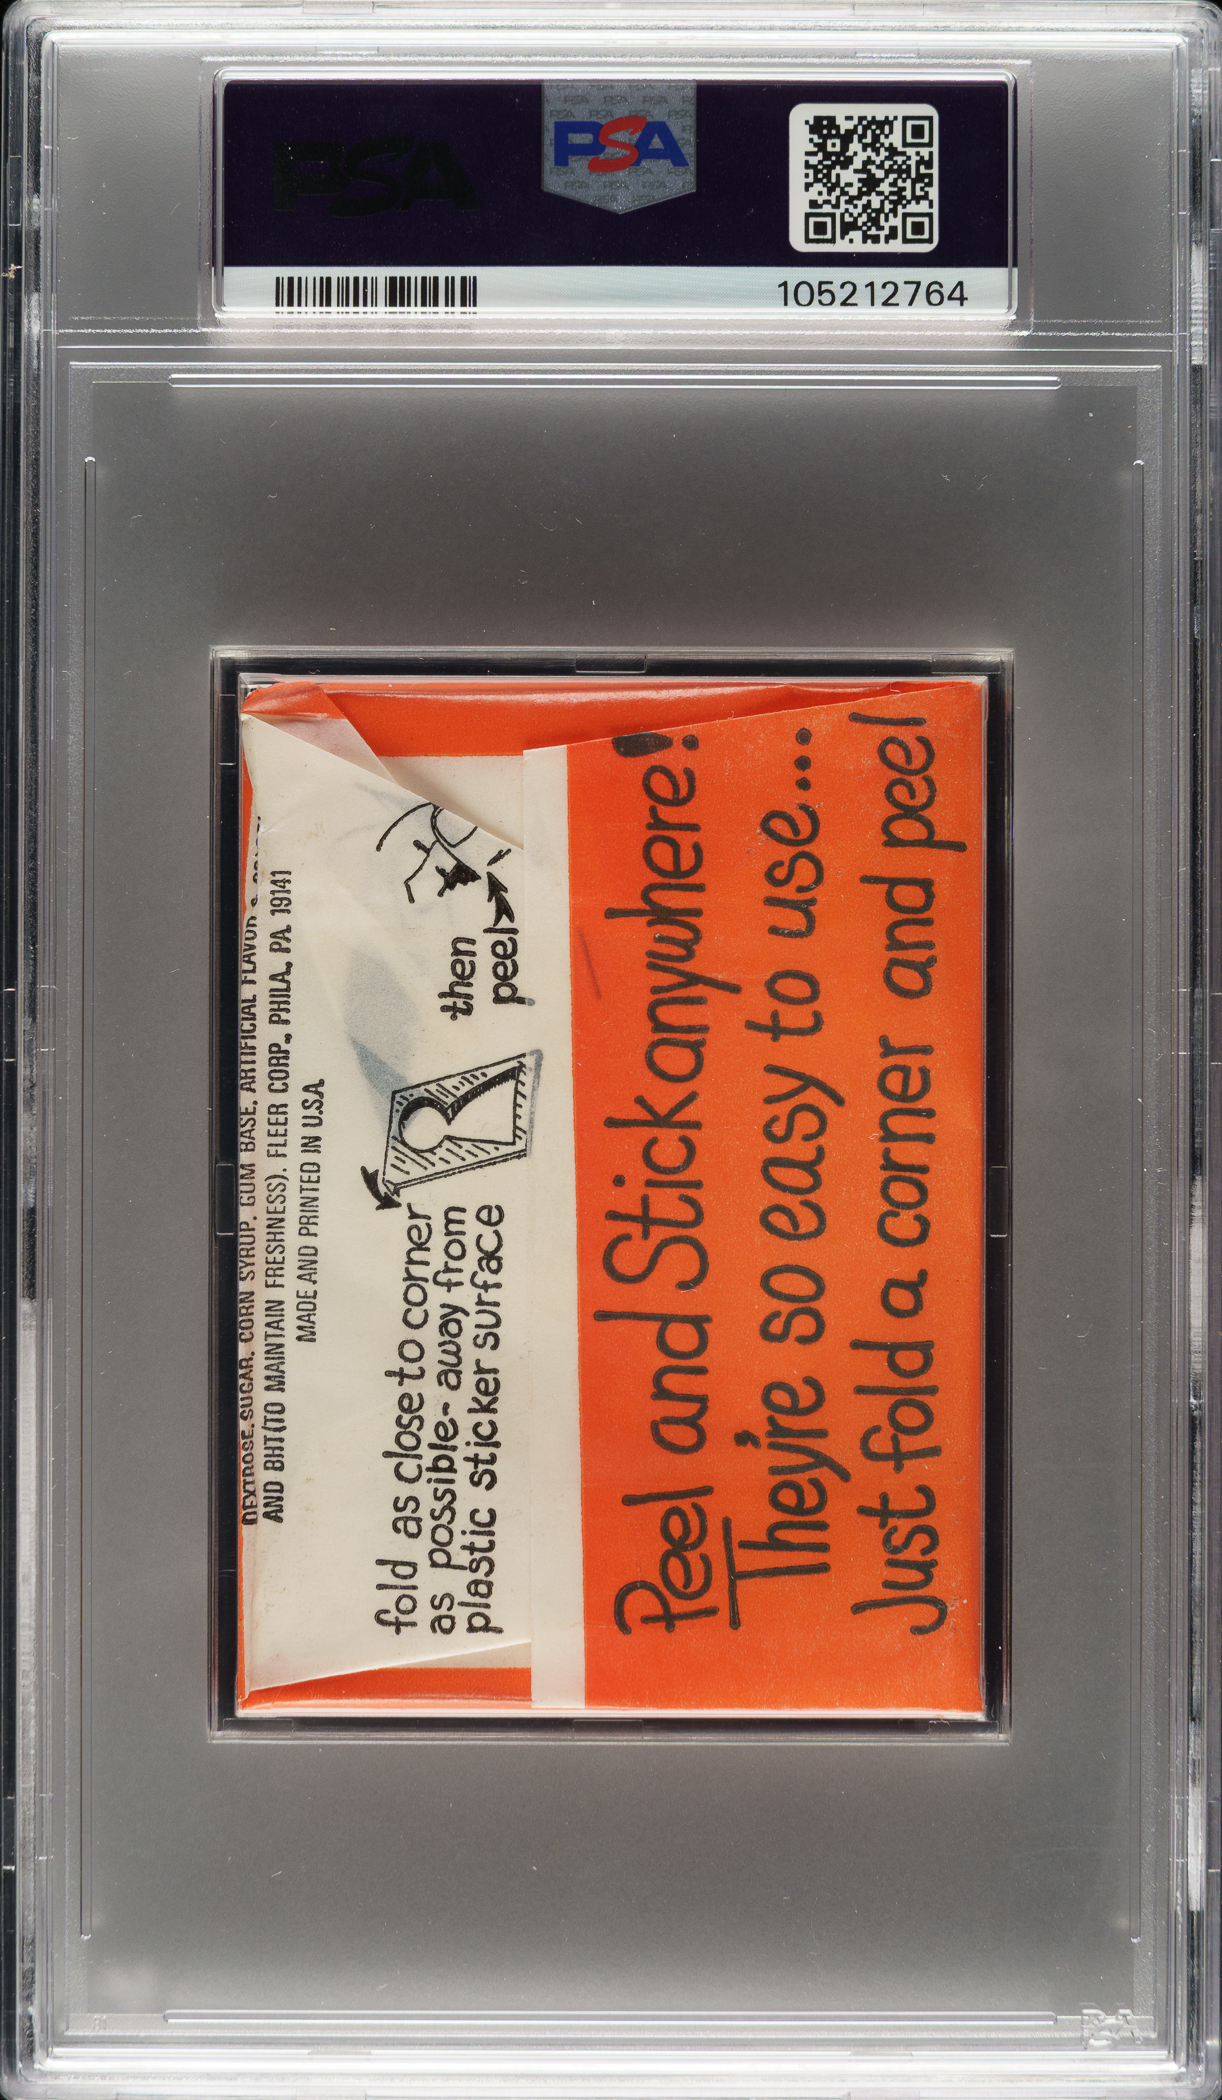 PSA
PSA
105212764
DEXTROSE, SUGAR, CORN SYRUP, GUM BASE, ARTIFICIAL FLAVOR &
AND BHT (TO MAINTAIN FRESHNESS). FLEER CORP., PHILA., PA. 19141
MADE AND PRINTED IN U.S.A.
fold as close to corner
as possible- away from
plastic sticker surface
then
peel
Peel and Stick anywhere!
They're so easy to use...
Just fold a corner and peel
PSA